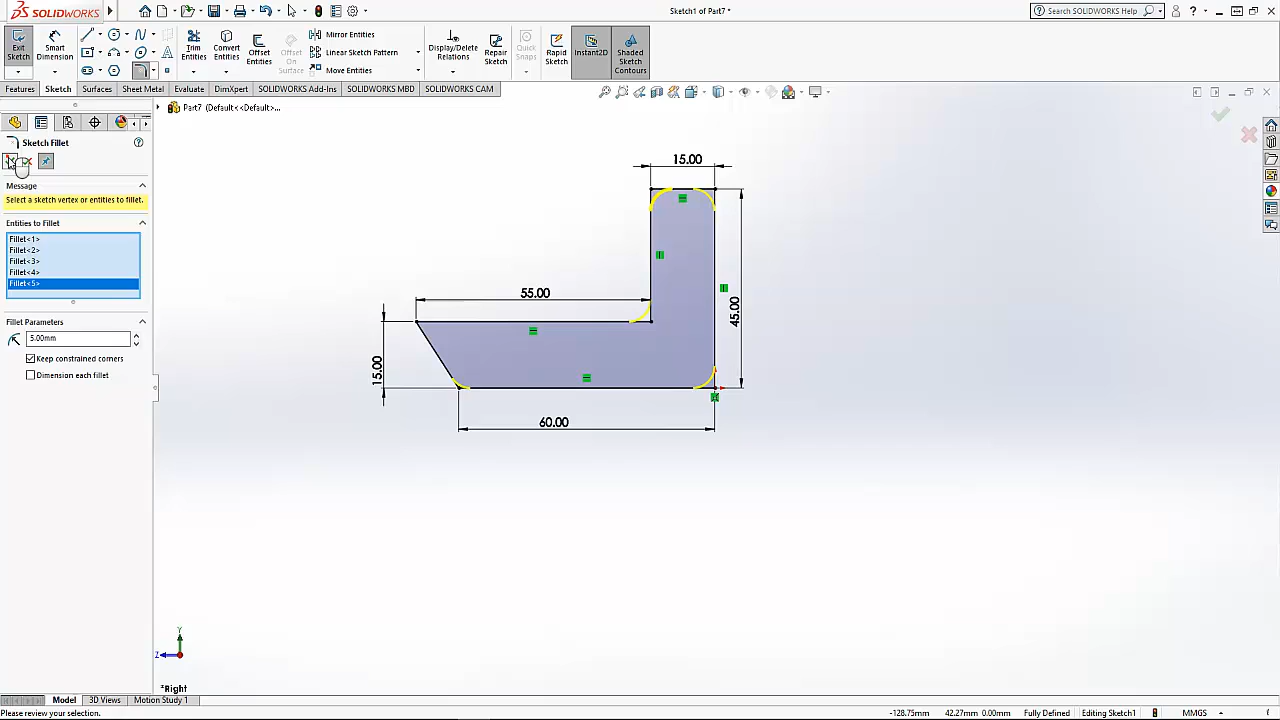 SOLIDWORKS
Sketch1 of Part7 *
Search SOLIDWORKS Help
Exit Sketch
Smart Dimension
Trim Entities
Convert Entities
Offset Entities
Offset On Surface
Mirror Entities
Linear Sketch Pattern
Move Entities
Display/Delete Relations
Repair Sketch
Quick Snaps
Rapid Sketch
Instant2D
Shaded Sketch Contours
Features
Sketch
Surfaces
Sheet Metal
Evaluate
DimXpert
SOLIDWORKS Add-Ins
SOLIDWORKS MBD
SOLIDWORKS CAM
Part7 (Default<<Default>...
Sketch Fillet
Message
Select a sketch vertex or entities to fillet.
Entities to Fillet
Fillet<1>
Fillet<2>
Fillet<3>
Fillet<4>
Fillet<5>
Fillet Parameters
5.00mm
Keep constrained corners
Dimension each fillet
15.00
55.00
45.00
15.00
60.00
Y
Z
*Right
Model
3D Views
Motion Study 1
Please review your selection.
-128.75mm
42.27mm 0.00mm
Fully Defined
Editing Sketch1
MMGS